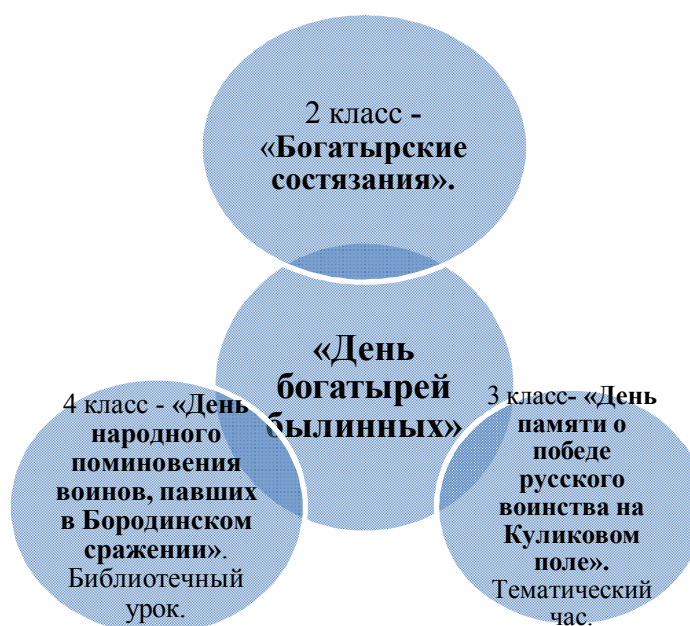 2 класс -
«Богатырские
состязания».
«День
богатырей
былинных»
4 класс - «День
народного
поминовения
воинов, павших
в Бородинском
сражении».
Библиотечный
урок.
3 класс- «День
памяти о
победе
русского
воинства на
Куликовом
поле».
Тематический
час.